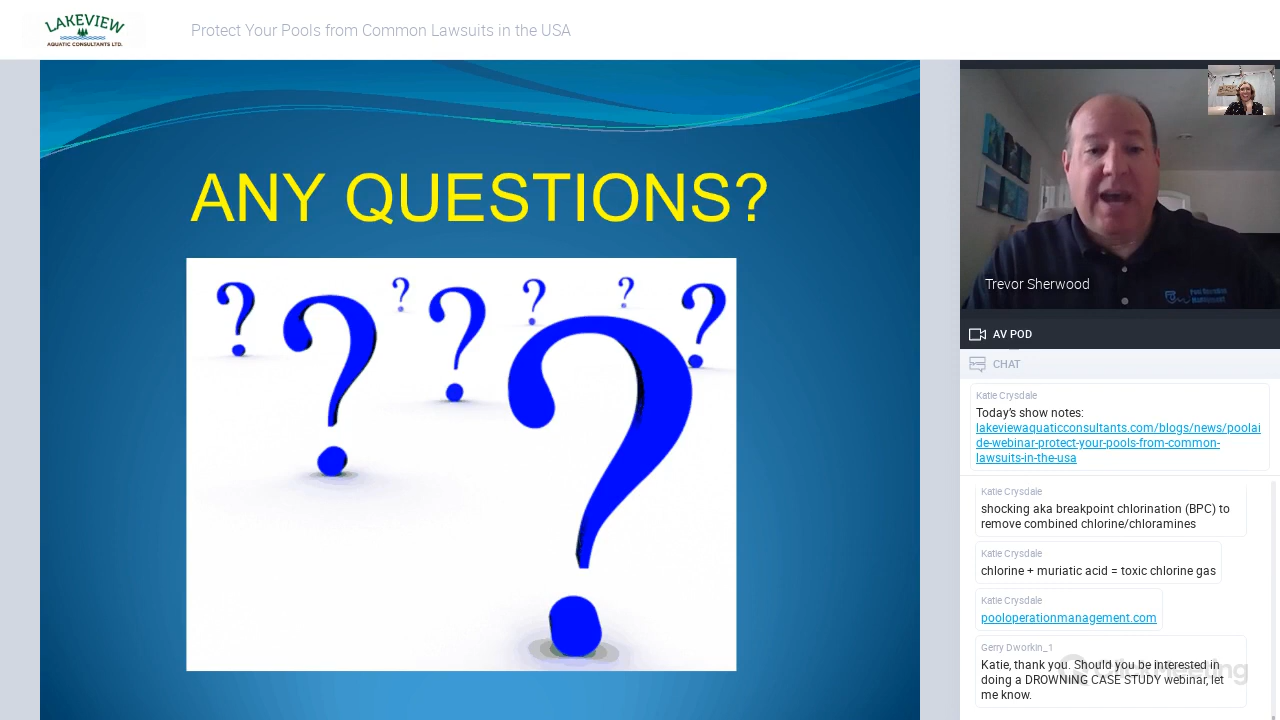 LAKEVIEW
AQUATIC CONSULTANTS LTD.
Protect Your Pools from Common Lawsuits in the USA
ANY QUESTIONS?
Trevor Sherwood
Pool Operation
Management
AV POD
CHAT
Katie Crysdale
Today's show notes:
lakeviewaquaticconsultants.com/blogs/news/poolai
de-webinar-protect-your-pools-from-common-
lawsuits-in-the-usa
Katie Crysdale
shocking aka breakpoint chlorination (BPC) to
remove combined chlorine/chloramines
Katie Crysdale
chlorine + muriatic acid = toxic chlorine gas
Katie Crysdale
pooloperationmanagement.com
Gerry Dworkin_1
Katie, thank you. Should you be interested in
doing a DROWNING CASE STUDY webinar, let
me know.